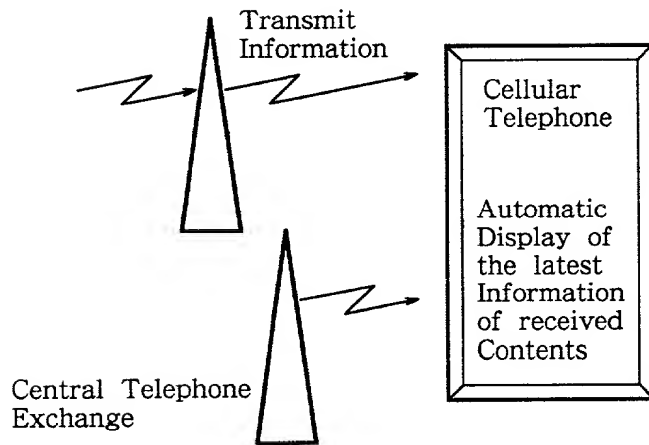 Transmit
Information
Cellular
Telephone
Automatic
Display of
the latest
Information
of received
Contents
Central Telephone
Exchange